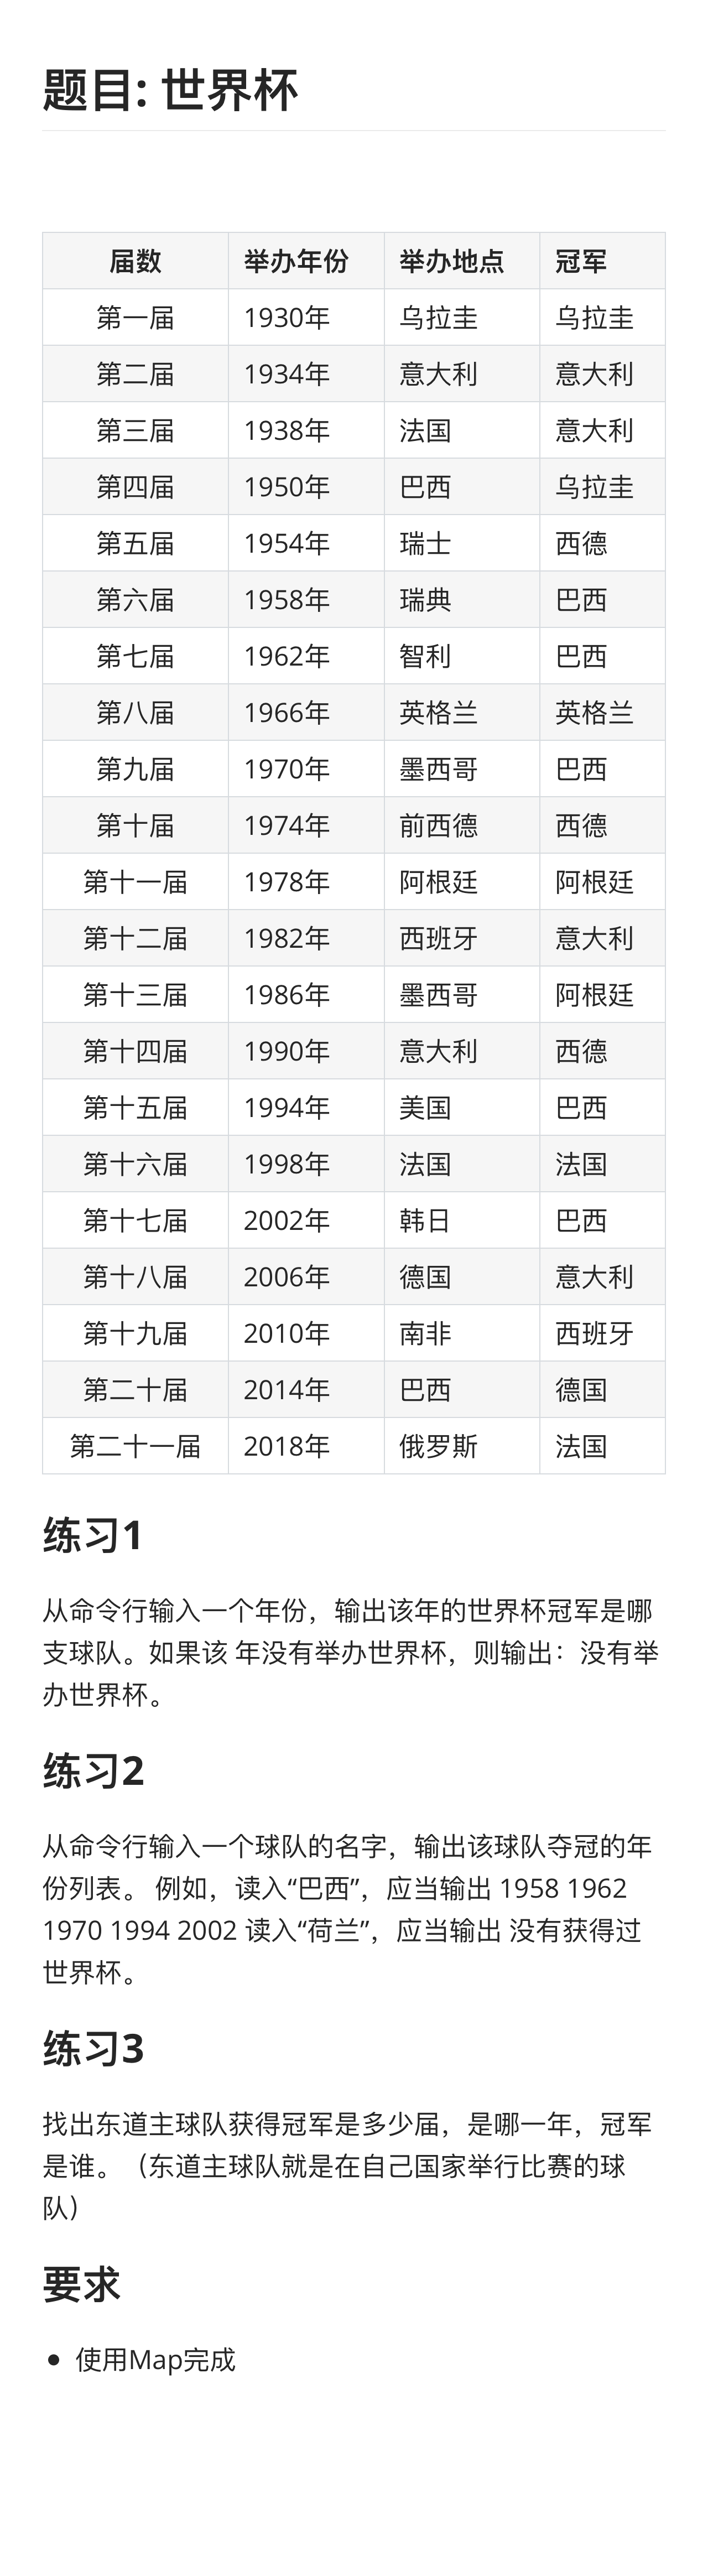 题目: 世界杯
届数 举办年份 举办地点 冠军
第一届 1930年 乌拉圭 乌拉圭
第二届 1934年 意大利 意大利
第三届 1938年 法国 意大利
第四届 1950年 巴西 乌拉圭
第五届 1954年 瑞士 西德
第六届 1958年 瑞典 巴西
第七届 1962年 智利 巴西
第八届 1966年 英格兰 英格兰
第九届 1970年 墨西哥 巴西
第十届 1974年 前西德 西德
第十一届 1978年 阿根廷 阿根廷
第十二届 1982年 西班牙 意大利
第十三届 1986年 墨西哥 阿根廷
第十四届 1990年 意大利 西德
第十五届 1994年 美国 巴西
第十六届 1998年 法国 法国
第十七届 2002年 韩日 巴西
第十八届 2006年 德国 意大利
第十九届 2010年 南非 西班牙
第二十届 2014年 巴西 德国
第二十一届 2018年 俄罗斯 法国
练习1
从命令行输入一个年份，输出该年的世界杯冠军是哪
支球队。如果该 年没有举办世界杯，则输出：没有举
办世界杯。
练习2
从命令行输入一个球队的名字，输出该球队夺冠的年
份列表。 例如，读入“巴西”，应当输出 1958 1962
1970 1994 2002 读入“荷兰”，应当输出 没有获得过
世界杯。
练习3
找出东道主球队获得冠军是多少届，是哪一年，冠军
是谁。（东道主球队就是在自己国家举行比赛的球
队）
要求
• 使用Map完成